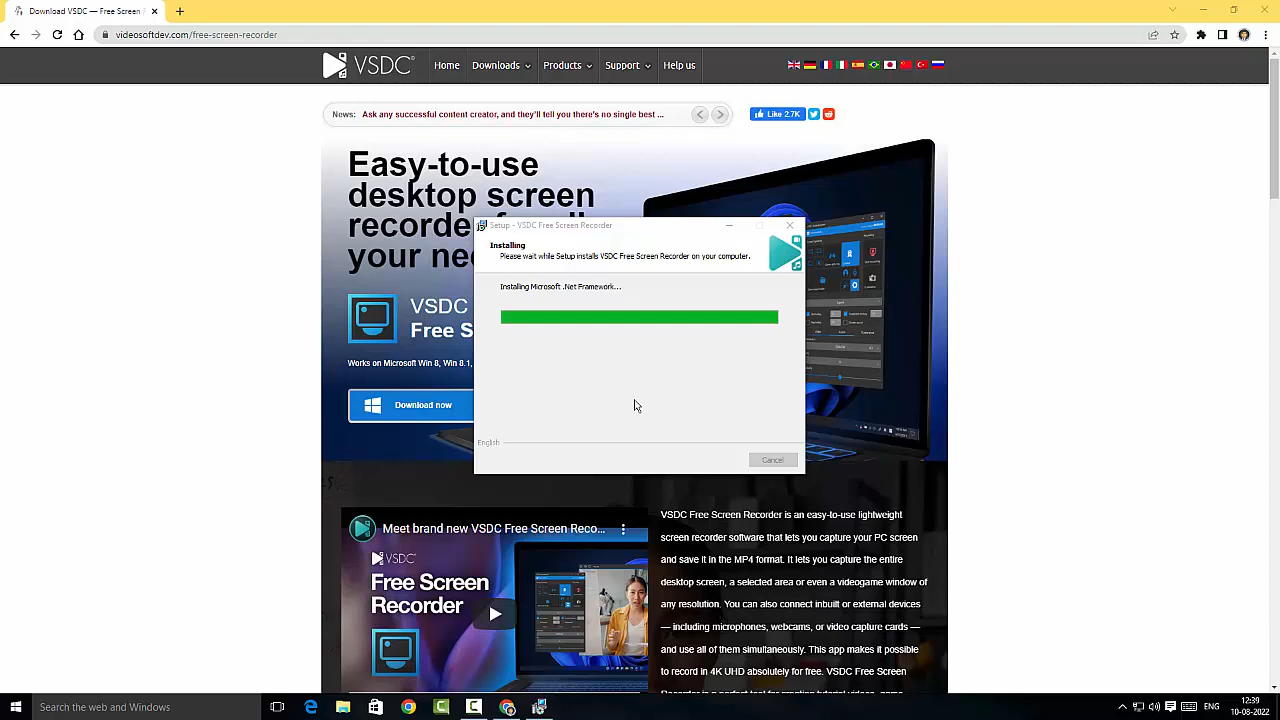 Download VSDC — Free Screen F
videosoftdev.com/free-screen-recorder
VSDC
Home
Downloads
Products
Support
Help us
News: Ask any successful content creator, and they'll tell you there's no single best ...
Like 2.7K
Easy-to-use
desktop screen
your ne
VSDC
Free S
Works on Microsoft Win 8, Win 8.1,
Download now
Setup - VSDC Free Screen Recorder
Installing
Please wait while Setup installs VSDC Free Screen Recorder on your computer.
Installing Microsoft .Net Framework...
English
Cancel
Meet brand new VSDC Free Screen Reco...
VSDC
Free Screen
Recorder
VSDC Free Screen Recorder is an easy-to-use lightweight
screen recorder software that lets you capture your PC screen
and save it in the MP4 format. It lets you capture the entire
desktop screen, a selected area or even a videogame window of
any resolution. You can also connect inbuilt or external devices
— including microphones, webcams, or video capture cards —
and use all of them simultaneously. This app makes it possible
to record in 4K UHD absolutely for free. VSDC Free Screen
Search the web and Windows
ENG
12:39
10-08-2022